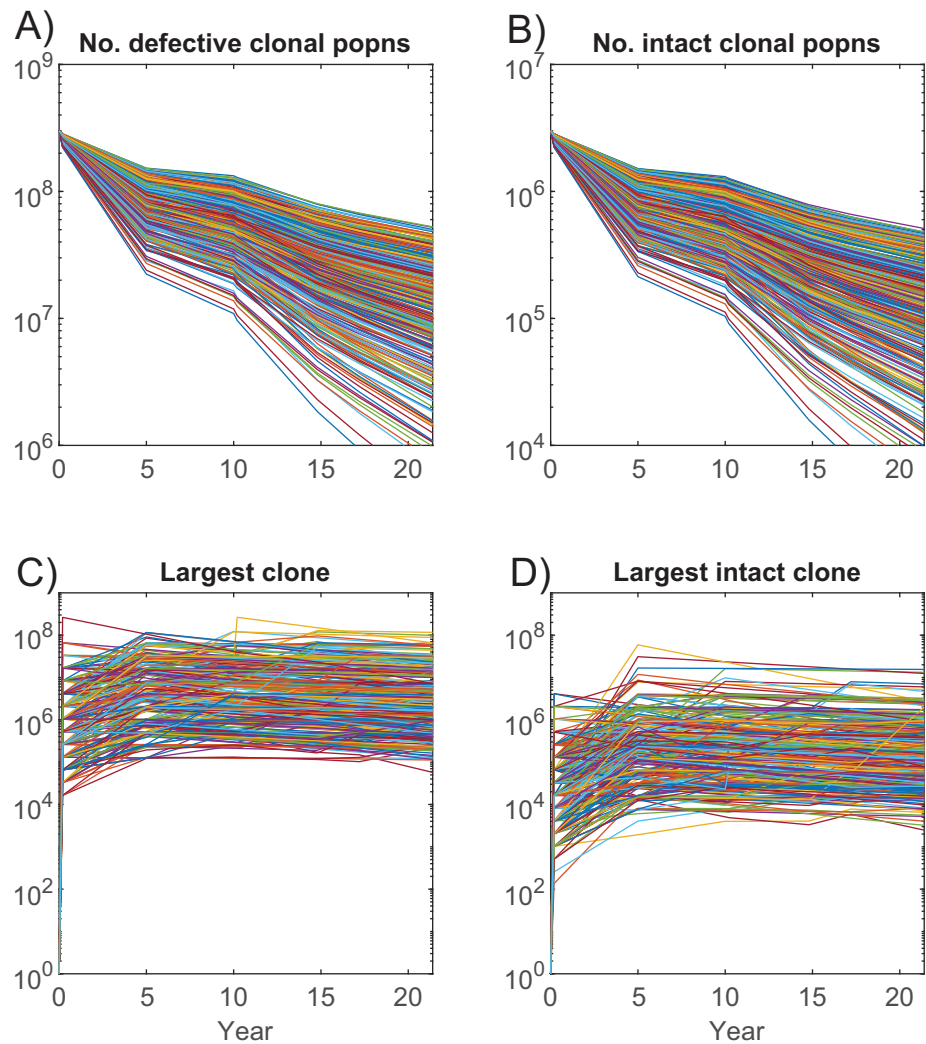 A)
No. defective clonal popns
10^9
10^8
10^7
10^6
0 5 10 15 20
B)
No. intact clonal popns
10^7
10^6
10^5
10^4
0 5 10 15 20
C)
Largest clone
10^8
10^6
10^4
10^2
10^0
0 5 10 15 20
Year
D)
Largest intact clone
10^8
10^6
10^4
10^2
10^0
0 5 10 15 20
Year